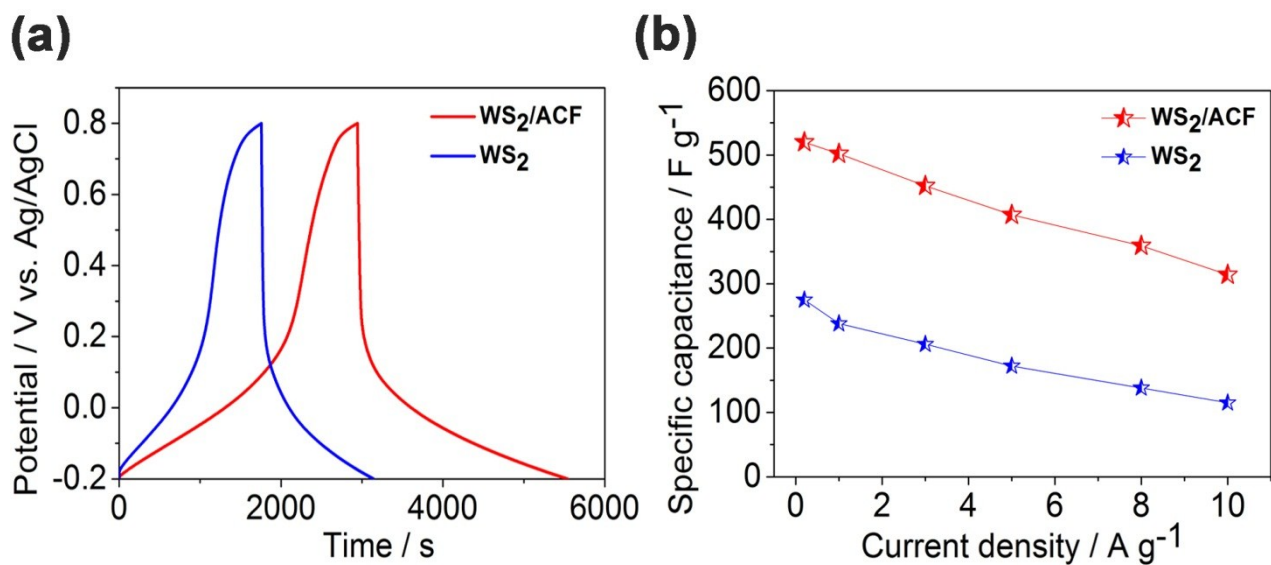 (a)
0.8
0.6
0.4
0.2
0.0
-0.2
Potential / V vs. Ag/AgCl
0
2000
4000
6000
Time / s
WS2/ACF
WS2
(b)
600
500
400
300
200
100
0
Specific capacitance / F g-1
0
2
4
6
8
10
Current density / A g-1
WS2/ACF
WS2